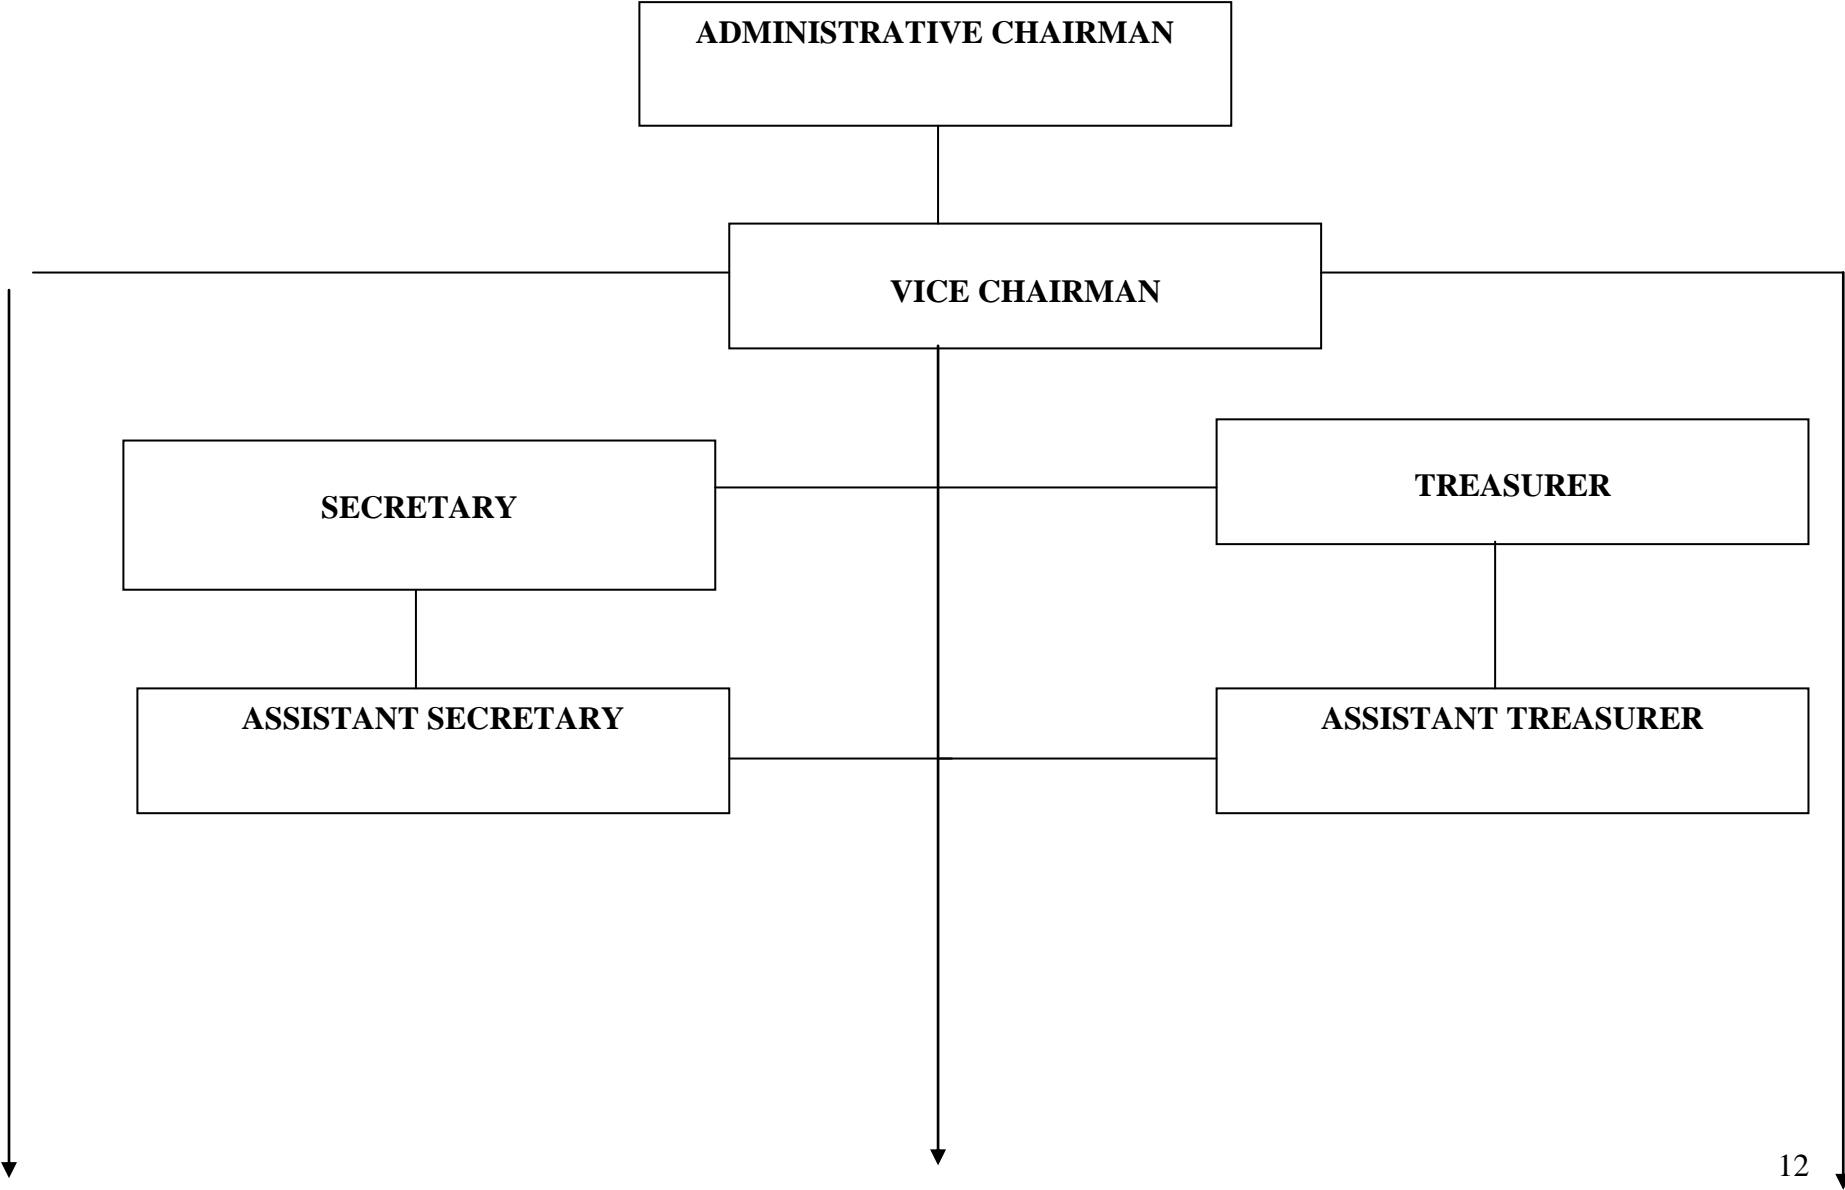 ADMINISTRATIVE CHAIRMAN
VICE CHAIRMAN
SECRETARY
TREASURER
ASSISTANT SECRETARY
ASSISTANT TREASURER
12